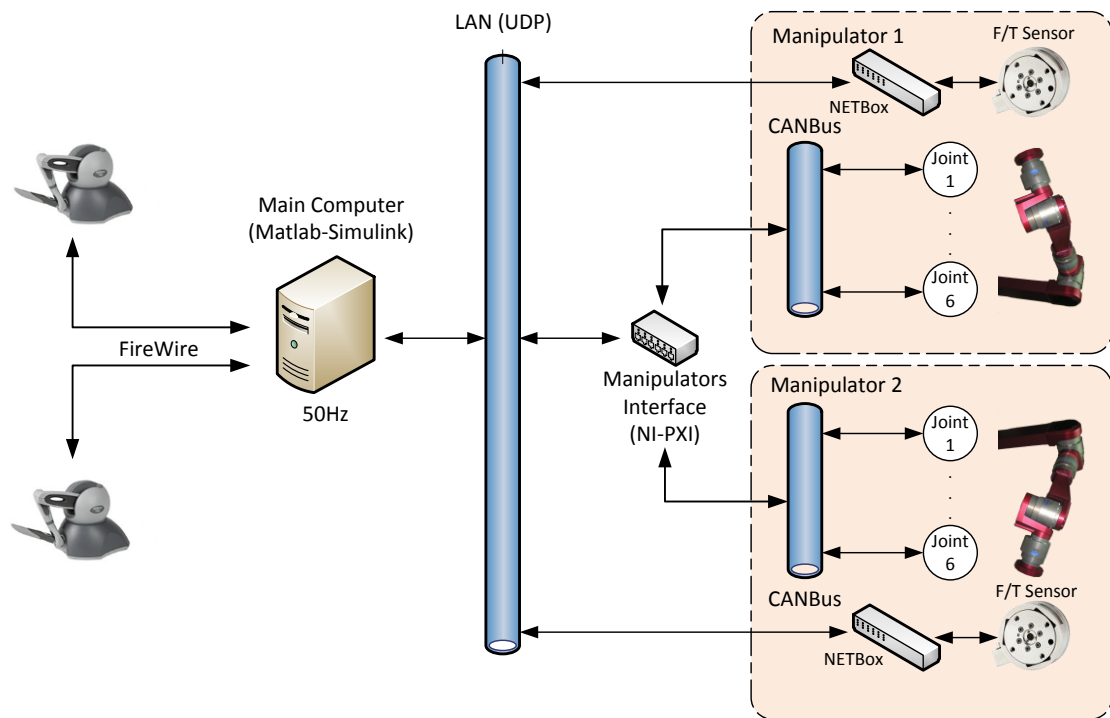 LAN (UDP)
Manipulator 1
F/T Sensor
NETBox
CANBus
Joint
1
Joint
6
Main Computer
(Matlab-Simulink)
FireWire
50Hz
Manipulators
Interface
(NI-PXI)
Manipulator 2
Joint
1
Joint
6
CANBus
F/T Sensor
NETBox